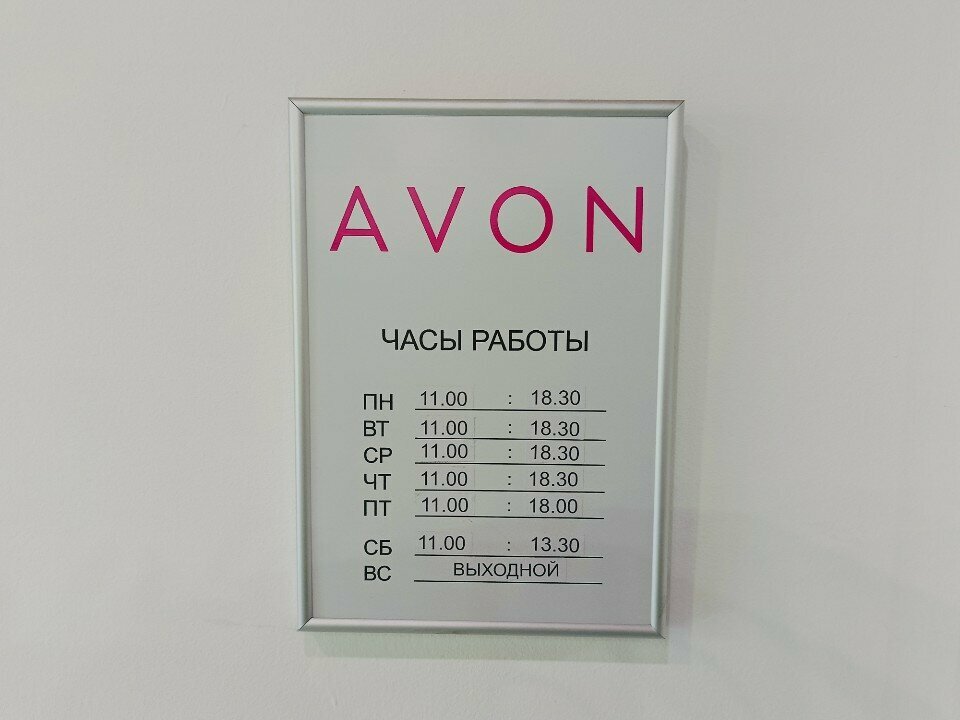 AVON
ЧАСЫ РАБОТЫ
ПН 11.00 : 18.30
ВТ 11.00 : 18.30
СР 11.00 : 18.30
ЧТ 11.00 : 18.30
ПТ 11.00 : 18.00
СБ 11.00 : 13.30
ВС ВЫХОДНОЙ